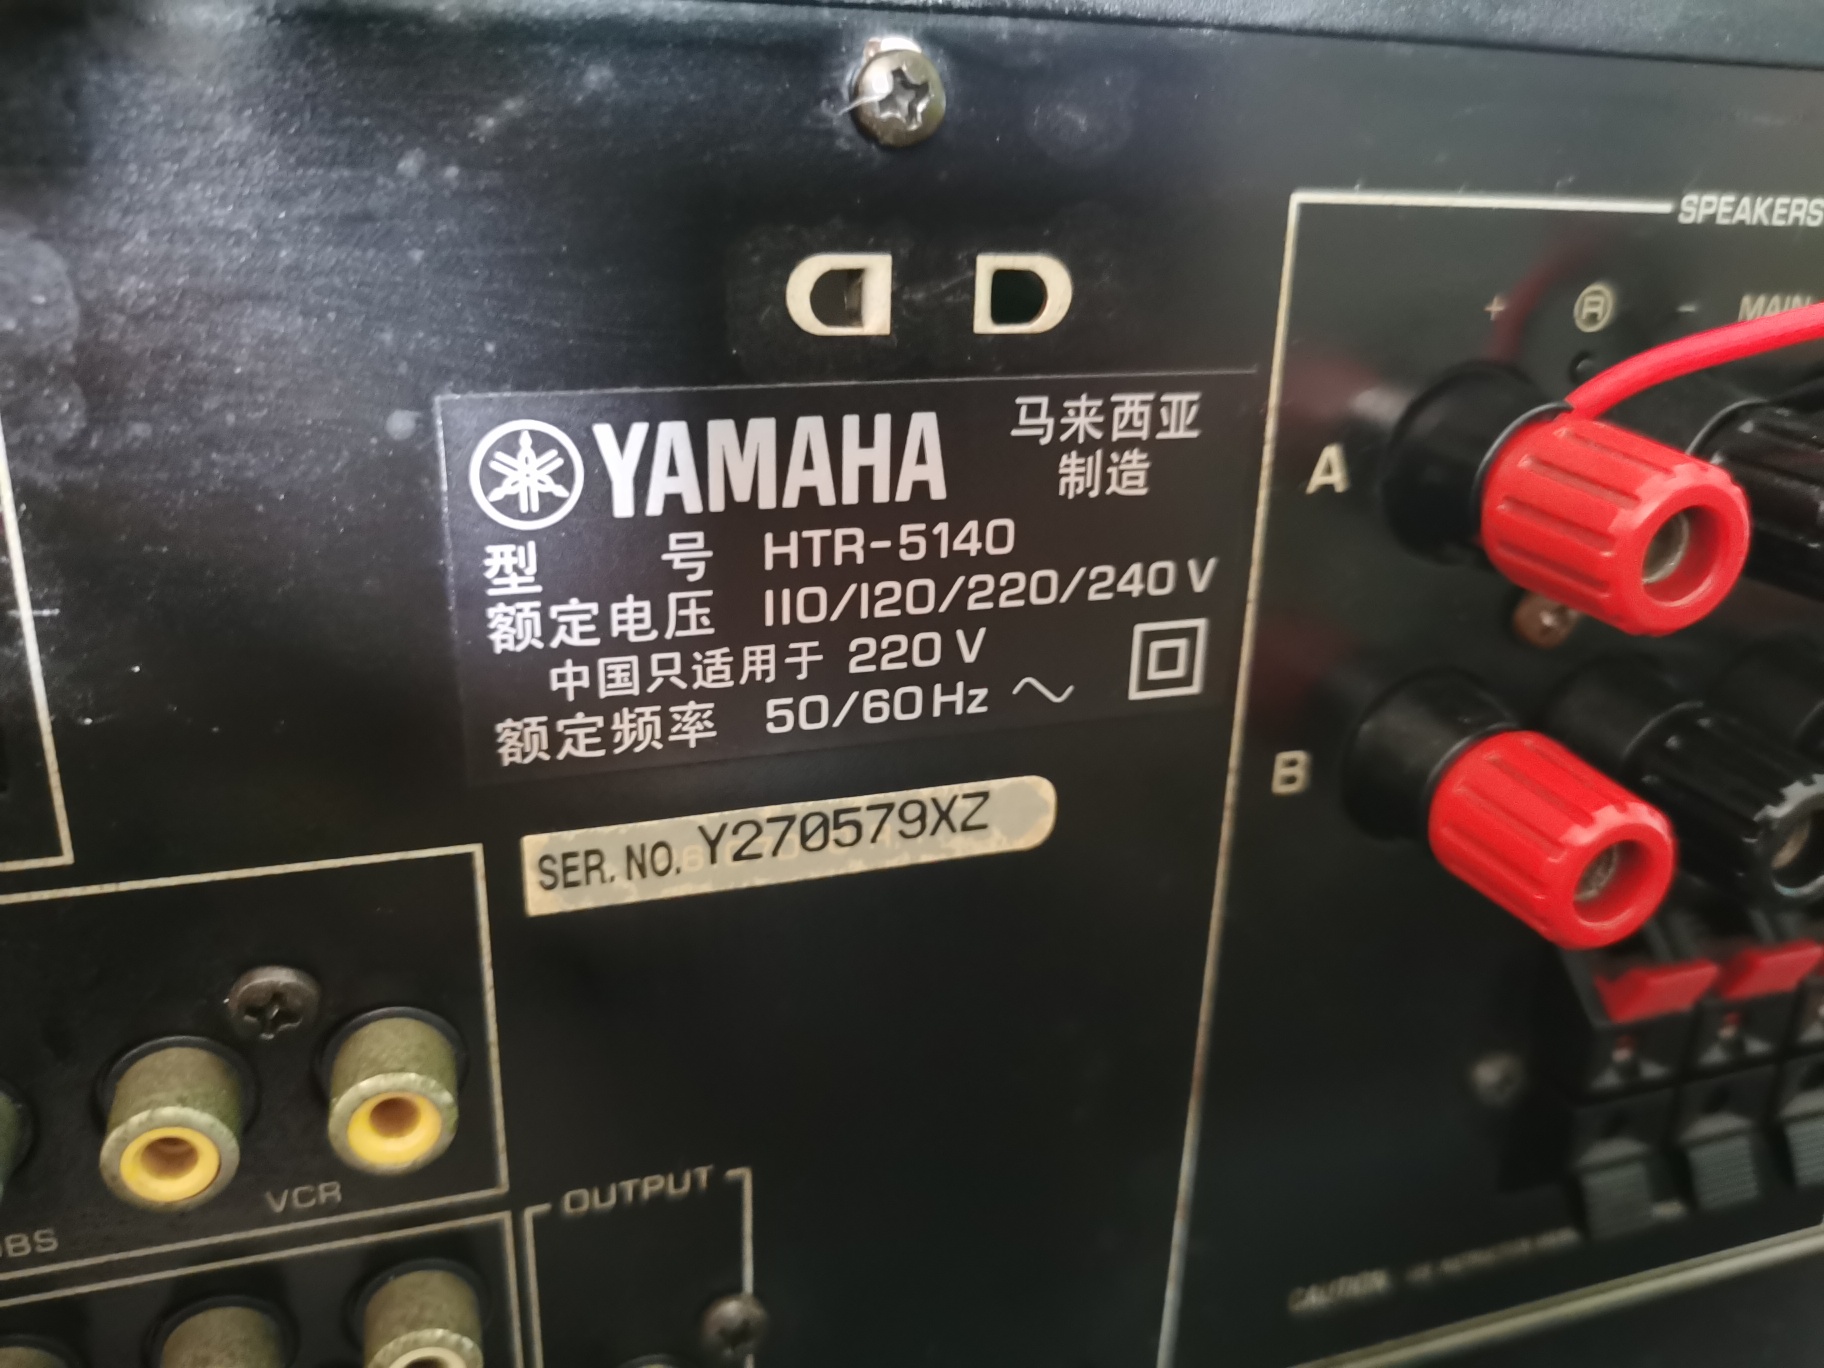 SPEAKERS
+ R - MAIN
YAMAHA
马来西亚
制造
A
型 号 HTR-5140
额定电压 110/120/220/240 V
中国只适用于 220 V
额定频率 50/60 Hz
B
SER. NO. Y270579XZ
VCR
OUTPUT
DBS
CAUTION